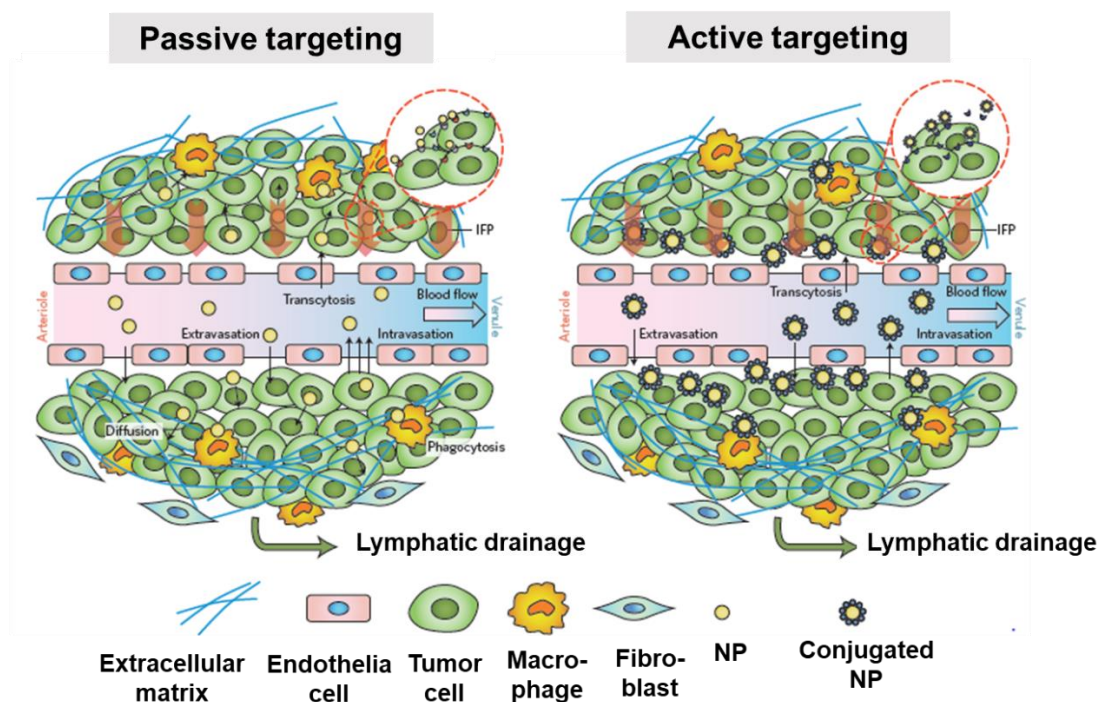 Passive targeting
Active targeting
IFP
Transcytosis
Blood flow
Arteriole
Venule
Extravasation
Intravasation
Diffusion
Phagocytosis
Lymphatic drainage
IFP
Transcytosis
Blood flow
Arteriole
Venule
Extravasation
Intravasation
Lymphatic drainage
Extracellular
matrix
Endothelia
cell
Tumor
cell
Macro-
phage
Fibro-
blast
NP
Conjugated
NP